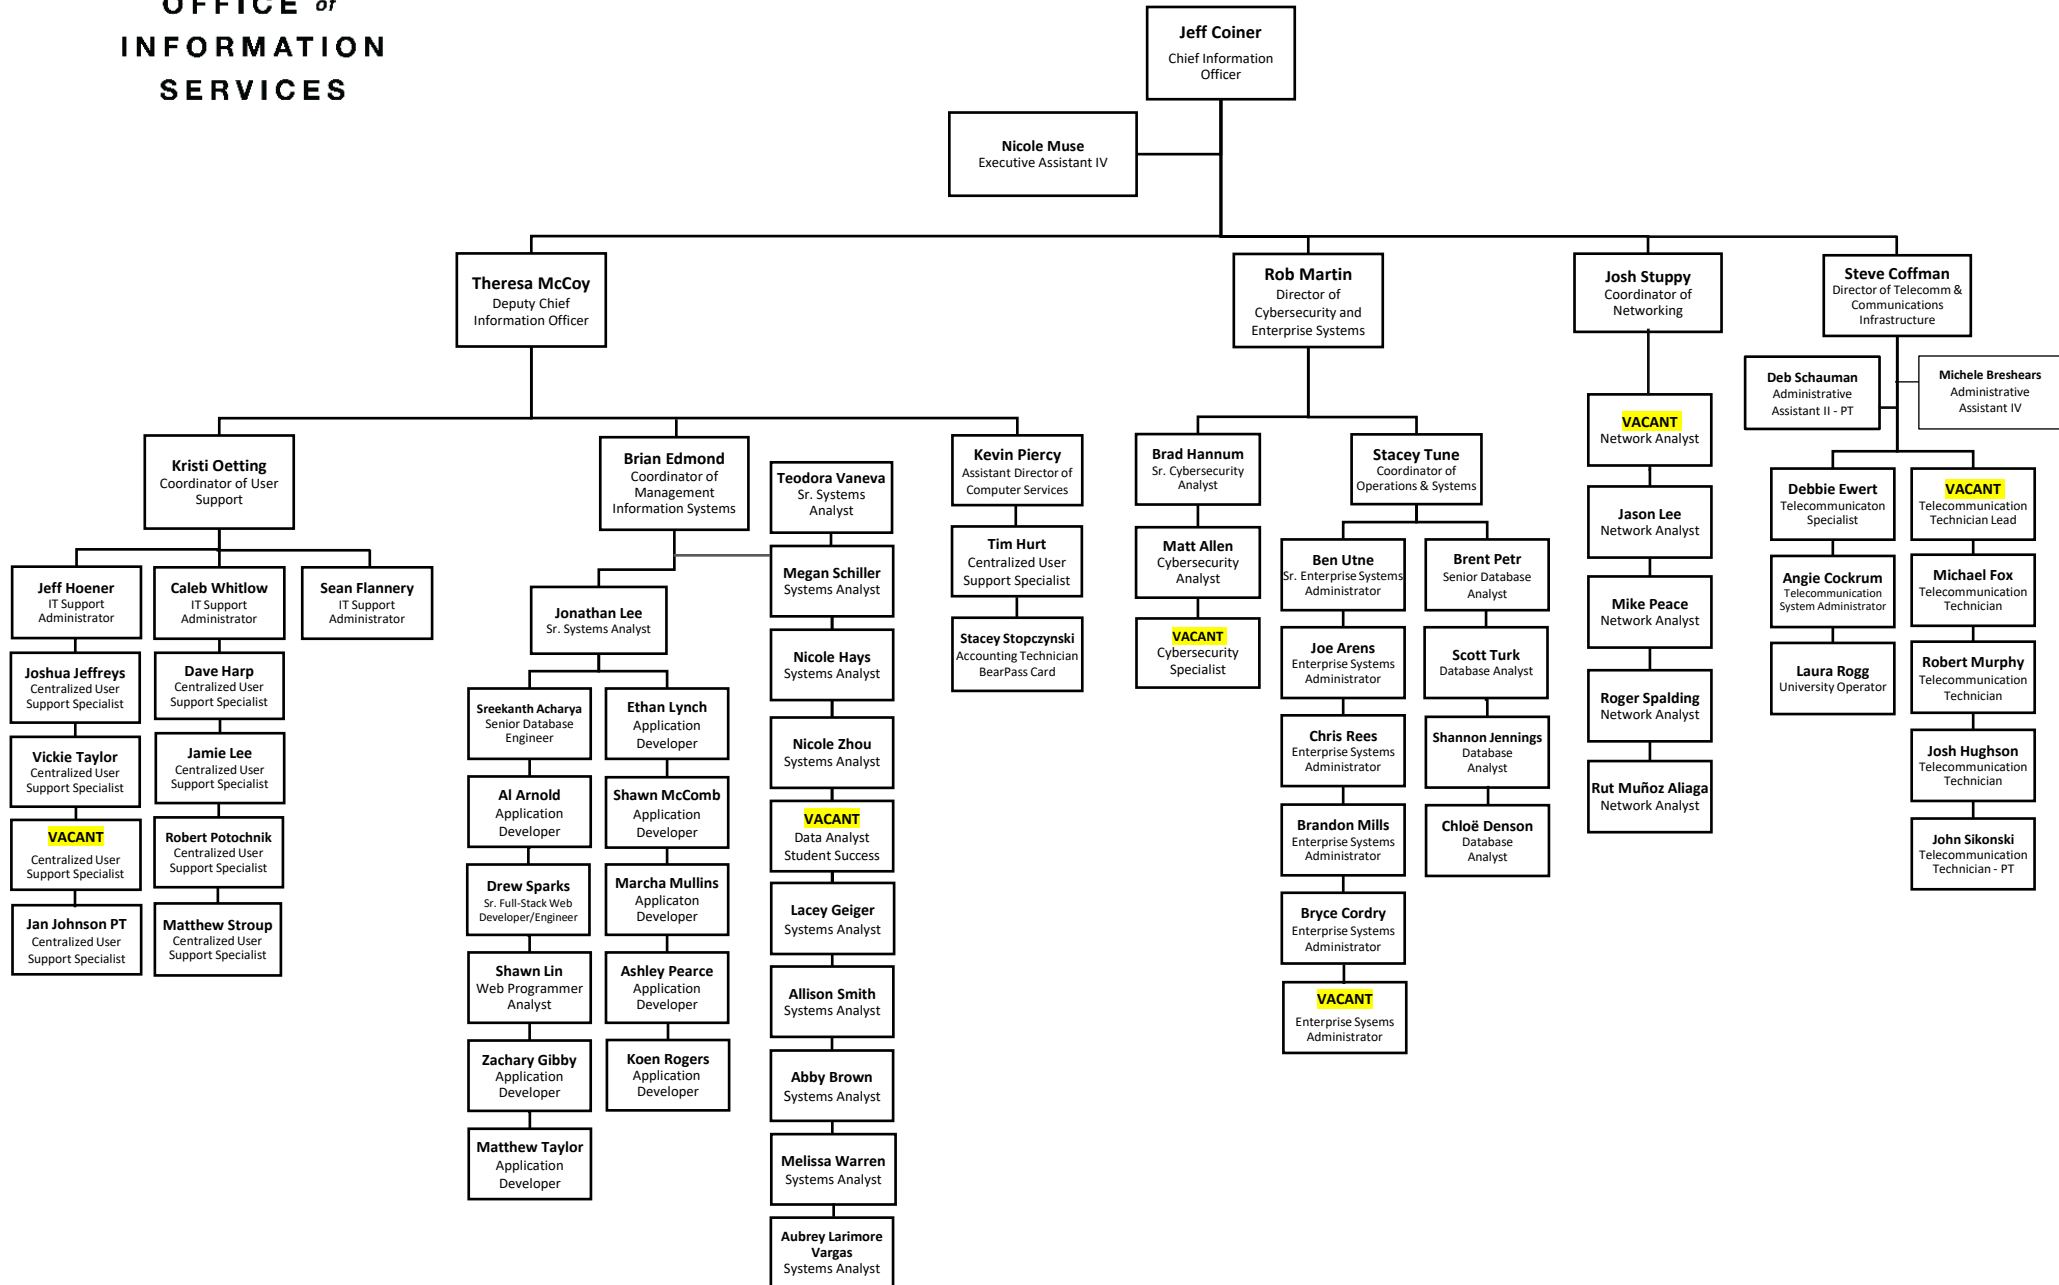 OFFICE of
INFORMATION
SERVICES
Jeff Coiner
Chief Information
Officer
Nicole Muse
Executive Assistant IV
Theresa McCoy
Deputy Chief
Information Officer
Rob Martin
Director of
Cybersecurity and
Enterprise Systems
Josh Stuppy
Coordinator of
Networking
Steve Coffman
Director of Telecomm &
Communications
Infrastructure
Deb Schauman
Administrative
Assistant II - PT
Michele Breshears
Administrative
Assistant IV
Kristi Oetting
Coordinator of User
Support
Jeff Hoener
IT Support
Administrator
Joshua Jeffreys
Centralized User
Support Specialist
Vickie Taylor
Centralized User
Support Specialist
VACANT
Centralized User
Support Specialist
Jan Johnson PT
Centralized User
Support Specialist
Caleb Whitlow
IT Support
Administrator
Dave Harp
Centralized User
Support Specialist
Jamie Lee
Centralized User
Support Specialist
Robert Potochnik
Centralized User
Support Specialist
Matthew Stroup
Centralized User
Support Specialist
Sean Flannery
IT Support
Administrator
Brian Edmond
Coordinator of
Management
Information Systems
Jonathan Lee
Sr. Systems Analyst
Sreekanth Acharya
Senior Database
Engineer
Al Arnold
Application
Developer
Drew Sparks
Sr. Full-Stack Web
Developer/Engineer
Shawn Lin
Web Programmer
Analyst
Zachary Gibby
Application
Developer
Matthew Taylor
Application
Developer
Ethan Lynch
Application
Developer
Shawn McComb
Application
Developer
Marcha Mullins
Applicaton
Developer
Ashley Pearce
Application
Developer
Koen Rogers
Application
Developer
Teodora Vaneva
Sr. Systems
Analyst
Megan Schiller
Systems Analyst
Nicole Hays
Systems Analyst
Nicole Zhou
Systems Analyst
VACANT
Data Analyst
Student Success
Lacey Geiger
Systems Analyst
Allison Smith
Systems Analyst
Abby Brown
Systems Analyst
Melissa Warren
Systems Analyst
Aubrey Larimore
Vargas
Systems Analyst
Kevin Piercy
Assistant Director of
Computer Services
Tim Hurt
Centralized User
Support Specialist
Stacey Stopczynski
Accounting Technician
BearPass Card
Brad Hannum
Sr. Cybersecurity
Analyst
Matt Allen
Cybersecurity
Analyst
VACANT
Cybersecurity
Specialist
Stacey Tune
Coordinator of
Operations & Systems
Ben Utne
Sr. Enterprise Systems
Administrator
Joe Arens
Enterprise Systems
Administrator
Chris Rees
Enterprise Systems
Administrator
Brandon Mills
Enterprise Systems
Administrator
Bryce Cordry
Enterprise Systems
Administrator
VACANT
Enterprise Sysems
Administrator
Brent Petr
Senior Database
Analyst
Scott Turk
Database Analyst
Shannon Jennings
Database
Analyst
Chloë Denson
Database
Analyst
VACANT
Network Analyst
Jason Lee
Network Analyst
Mike Peace
Network Analyst
Roger Spalding
Network Analyst
Rut Muñoz Aliaga
Network Analyst
Debbie Ewert
Telecommunicaton
Specialist
Angie Cockrum
Telecommunication
System Administrator
Laura Rogg
University Operator
VACANT
Telecommunication
Technician Lead
Michael Fox
Telecommunication
Technician
Robert Murphy
Telecommunication
Technician
Josh Hughson
Telecommunication
Technician
John Sikonski
Telecommunication
Technician - PT